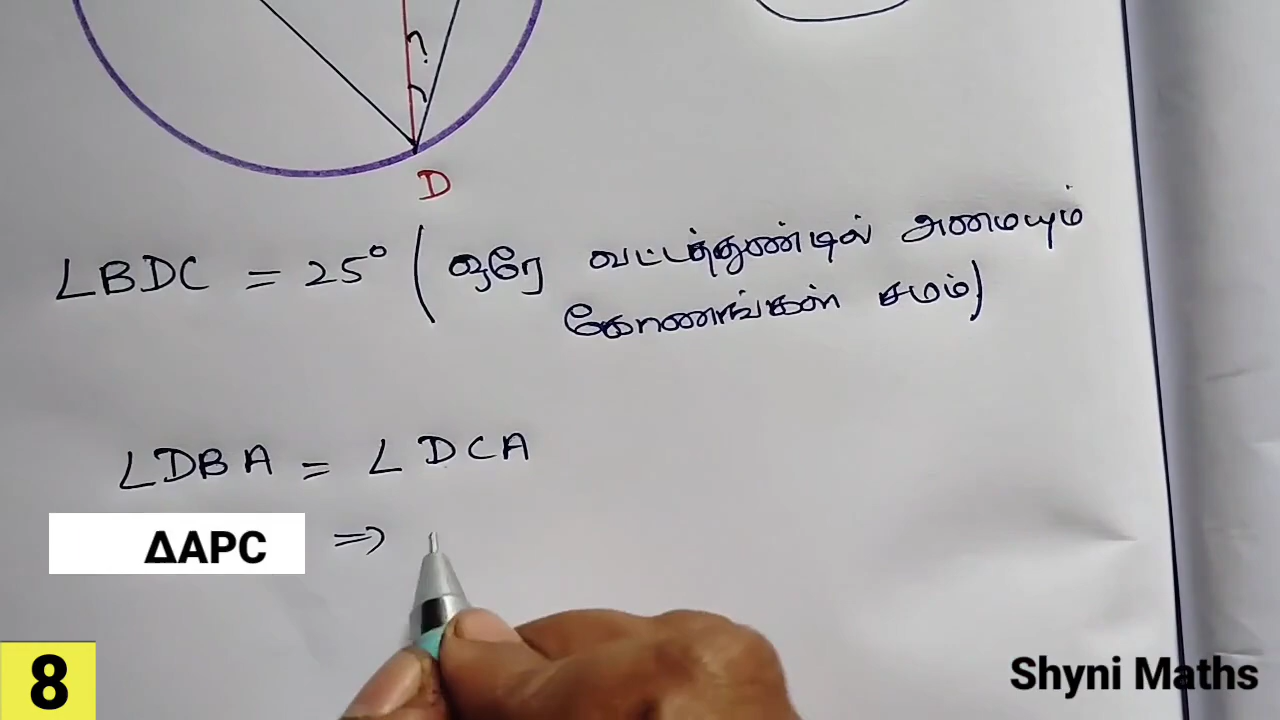 ?
D
∠BDC = 25° ( ஒரே வட்டத்துண்டில் அமையும்
கோணங்கள் சமம்)
∠DBA = ∠DCA
ΔAPC ⇒
8
Shyni Maths